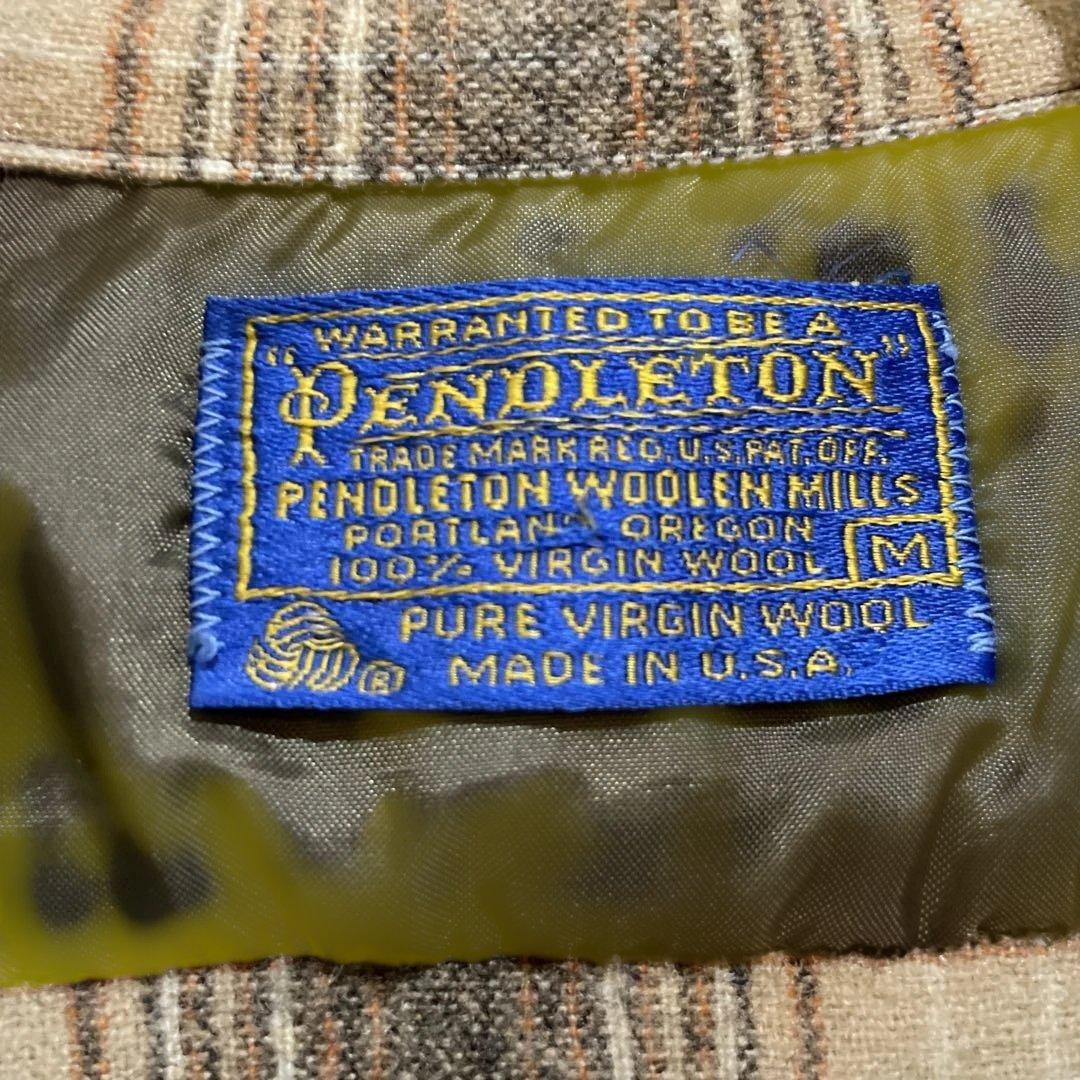 WARRANTED TO BE A
"PENDLETON"
TRADE MARK REG. U.S. PAT. OFF.
PENDLETON WOOLEN MILLS
PORTLAND OREGON
100% VIRGIN WOOL M
PURE VIRGIN WOOL
® MADE IN U.S.A.